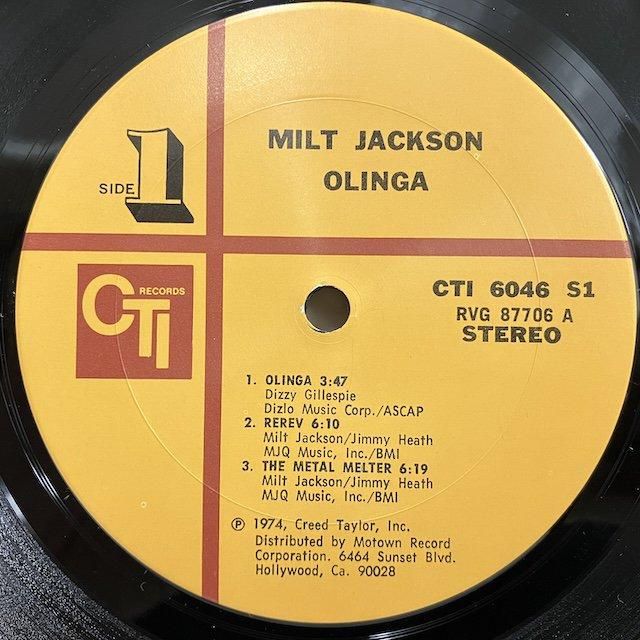 MILT JACKSON
OLINGA
SIDE 1
CTI RECORDS
CTI 6046 S1
RVG 87706 A
STEREO
1. OLINGA 3:47
Dizzy Gillespie
Dizlo Music Corp./ASCAP
2. REREV 6:10
Milt Jackson/Jimmy Heath
MJQ Music, Inc./BMI
3. THE METAL MELTER 6:19
Milt Jackson/Jimmy Heath
MJQ Music, Inc./BMI
℗ 1974, Creed Taylor, Inc.
Distributed by Motown Record
Corporation. 6464 Sunset Blvd.
Hollywood, Ca. 90028